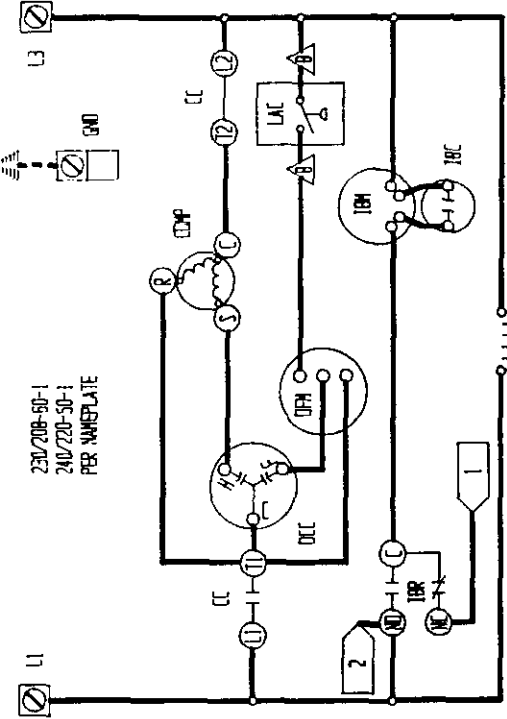 L1
L3
GND
230/208-60-1
240/220-50-1
PER NAMEPLATE
CC
L1
T1
H
C
DCC
R
S
C
COMP
CC
T2
L2
OFM
B
LAC
B
2
NO
C
IBR
NC
1
IBM
IBC